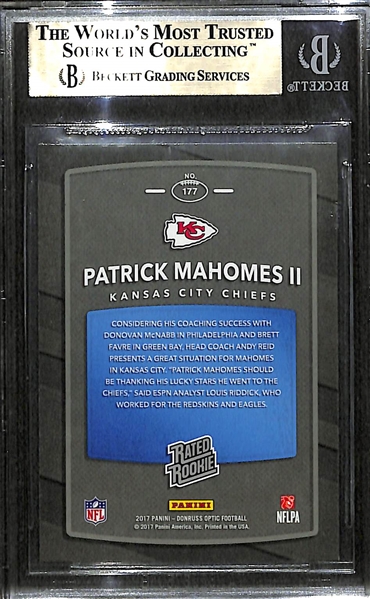 THE WORLD'S MOST TRUSTED
SOURCE IN COLLECTING™
B BECKETT GRADING SERVICES
B
BECKETT
NO.
177
KC
PATRICK MAHOMES II
KANSAS CITY CHIEFS
CONSIDERING HIS COACHING SUCCESS WITH
DONOVAN McNABB IN PHILADELPHIA AND BRETT
FAVRE IN GREEN BAY, HEAD COACH ANDY REID
PRESENTS A GREAT SITUATION FOR MAHOMES
IN KANSAS CITY. "PATRICK MAHOMES SHOULD
BE THANKING HIS LUCKY STARS HE WENT TO THE
CHIEFS," SAID ESPN ANALYST LOUIS RIDDICK, WHO
WORKED FOR THE REDSKINS AND EAGLES.
RATED
ROOKIE
NFL
PANINI
NFLPA
2017 PANINI – DONRUSS OPTIC FOOTBALL
© 2017 Panini America, Inc. Printed in the USA.